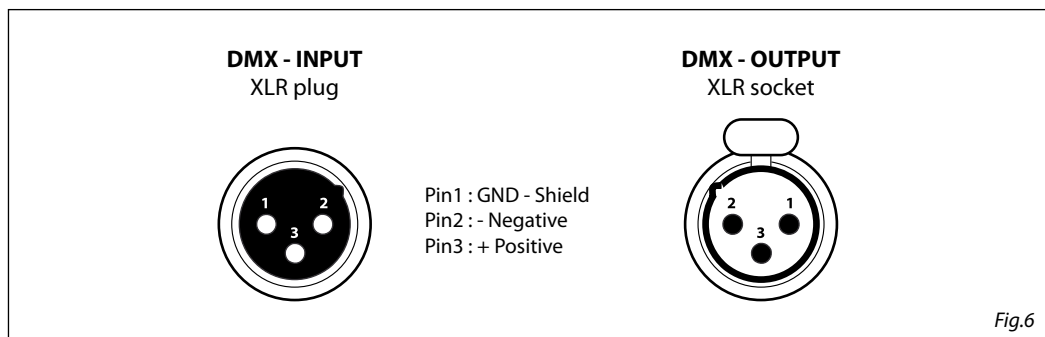 DMX - INPUT
XLR plug
DMX - OUTPUT
XLR socket
1 2
3
Pin1 : GND - Shield
Pin2 : - Negative
Pin3 : + Positive
2 1
3
Fig.6